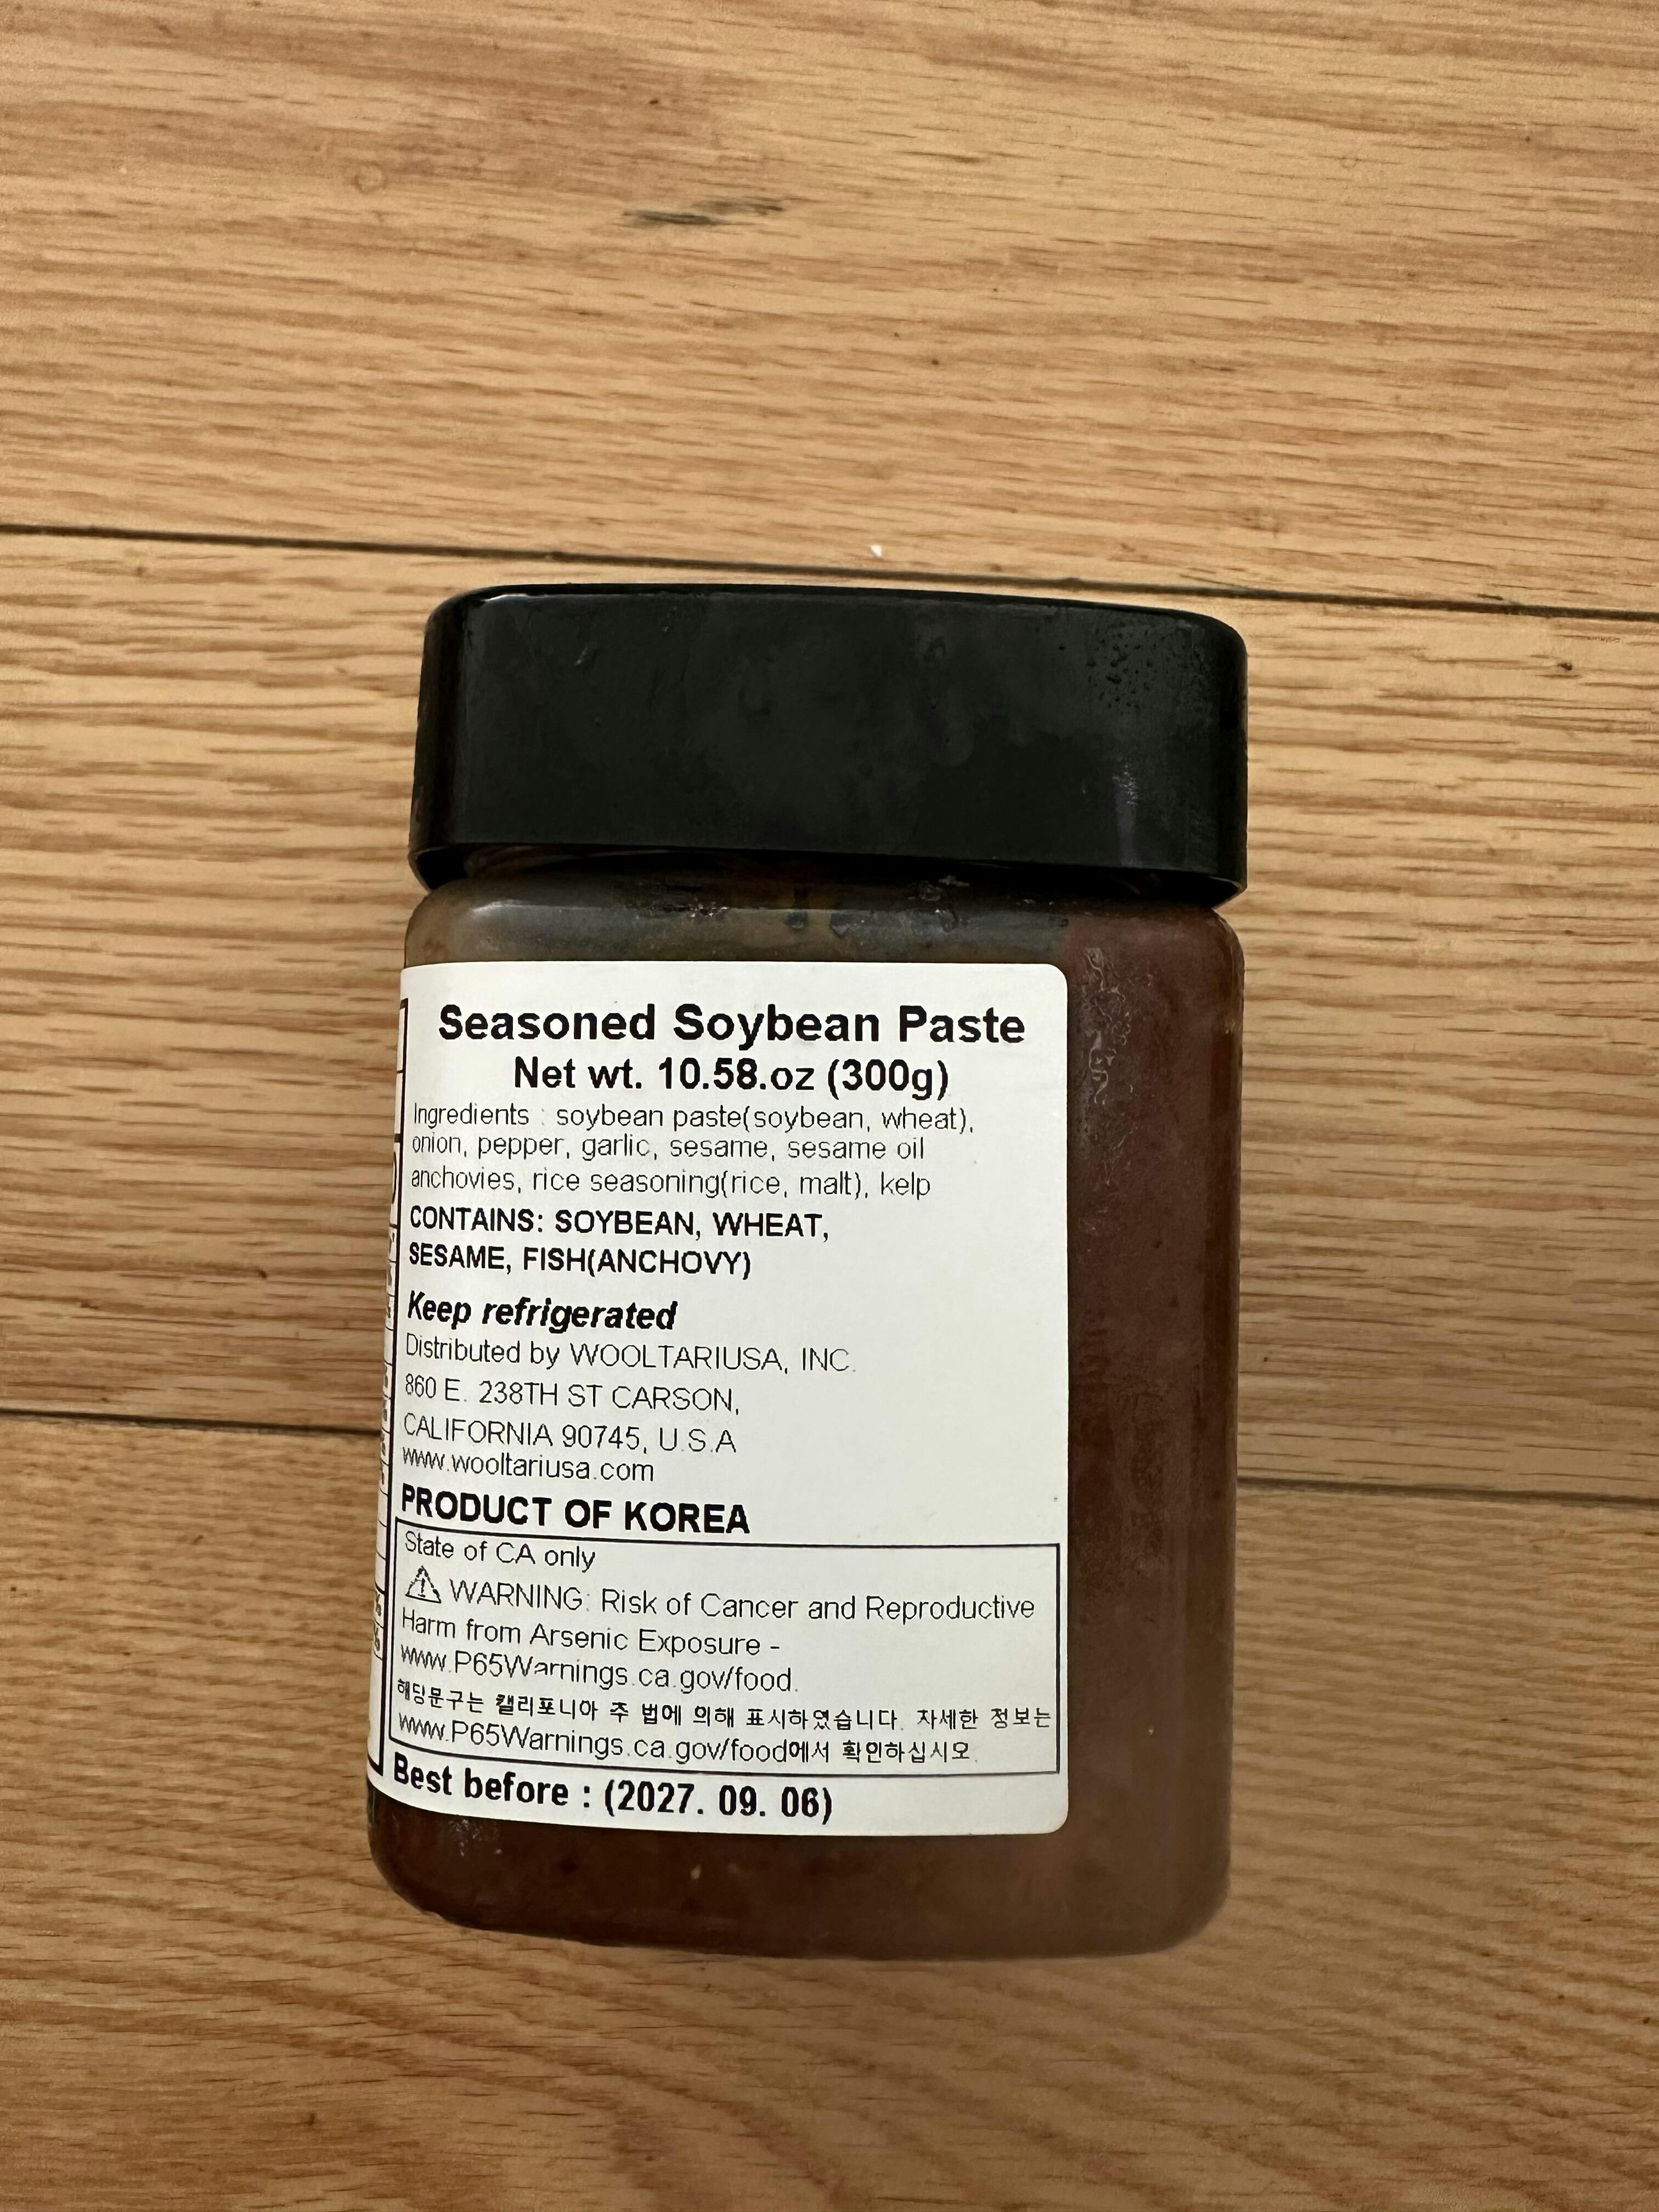 Seasoned Soybean Paste
Net wt. 10.58.oz (300g)
Ingredients : soybean paste(soybean, wheat),
onion, pepper, garlic, sesame, sesame oil
anchovies, rice seasoning(rice, malt), kelp
CONTAINS: SOYBEAN, WHEAT,
SESAME, FISH(ANCHOVY)
Keep refrigerated
Distributed by WOOLTARIUSA, INC.
860 E. 238TH ST CARSON,
CALIFORNIA 90745, U.S.A
www.wooltariusa.com
PRODUCT OF KOREA
State of CA only
⚠ WARNING: Risk of Cancer and Reproductive
Harm from Arsenic Exposure -
www.P65Warnings.ca.gov/food.
해당문구는 캘리포니아 주 법에 의해 표시하였습니다. 자세한 정보는
www.P65Warnings.ca.gov/food에서 확인하십시오.
Best before : (2027. 09. 06)